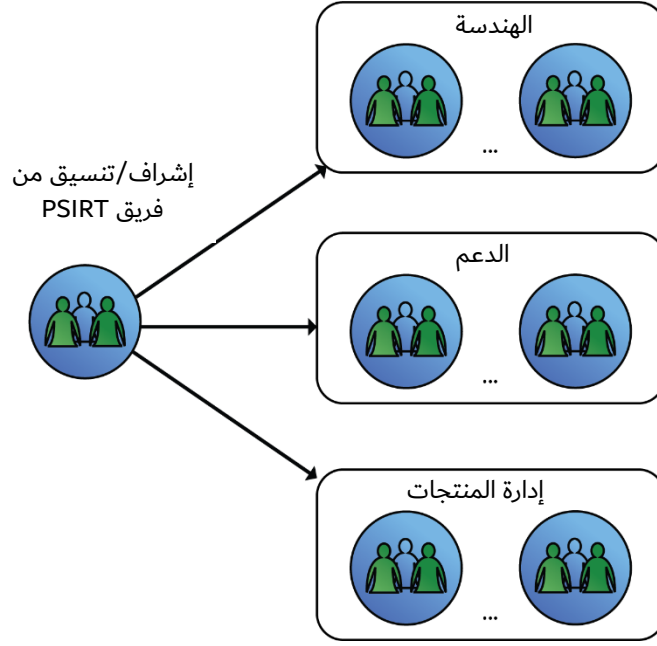 الهندسة
...
إشراف/تنسيق من
فريق PSIRT
الدعم
...
إدارة المنتجات
...